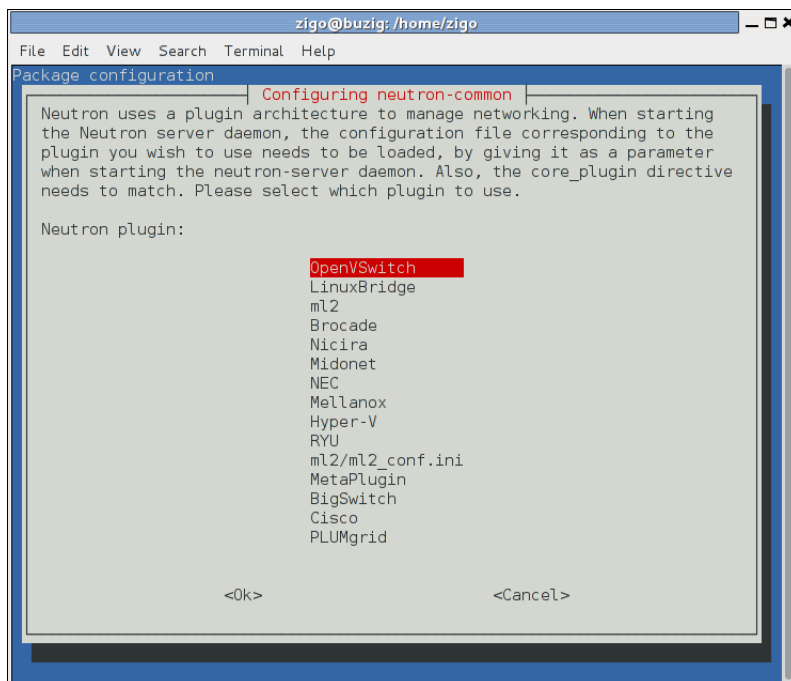 zigo@buzig: /home/zigo
File Edit View Search Terminal Help
Package configuration
Configuring neutron-common
Neutron uses a plugin architecture to manage networking. When starting
the Neutron server daemon, the configuration file corresponding to the
plugin you wish to use needs to be loaded, by giving it as a parameter
when starting the neutron-server daemon. Also, the core_plugin directive
needs to match. Please select which plugin to use.
Neutron plugin:
OpenVSwitch
LinuxBridge
ml2
Brocade
Nicira
Midonet
NEC
Mellanox
Hyper-V
RYU
ml2/ml2_conf.ini
MetaPlugin
BigSwitch
Cisco
PLUMgrid
<Ok> <Cancel>